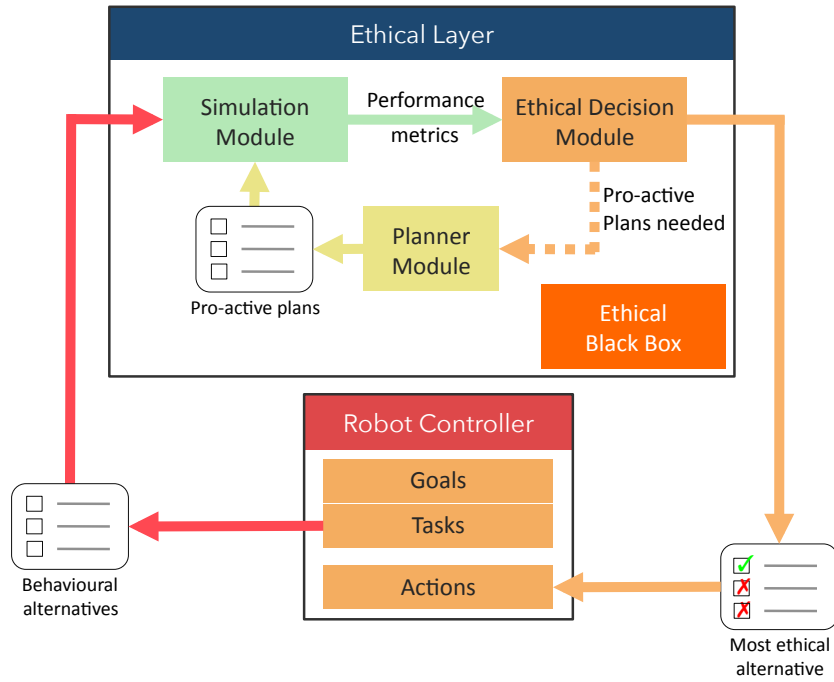 Ethical Layer
Simulation
Module
Performance
metrics
Ethical Decision
Module
Pro-active
Plans needed
Planner
Module
Pro-active plans
Ethical
Black Box
Robot Controller
Goals
Tasks
Actions
Behavioural
alternatives
Most ethical
alternative